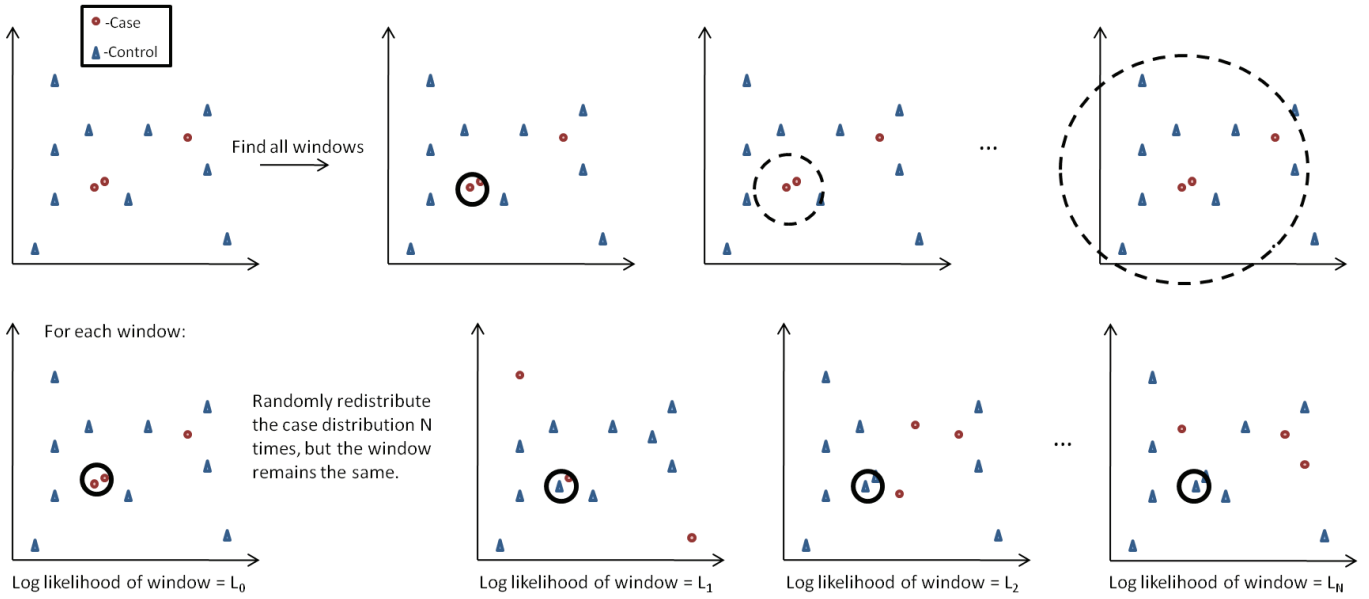 -Case
-Control
Find all windows
...
For each window:
Randomly redistribute
the case distribution N
times, but the window
remains the same.
...
Log likelihood of window = L₀
Log likelihood of window = L₁
Log likelihood of window = L₂
Log likelihood of window = L_N